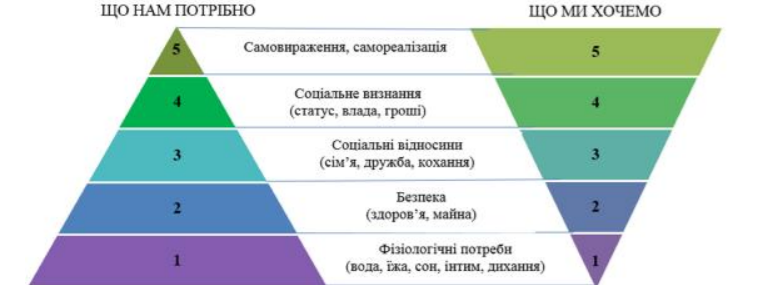 ЩО НАМ ПОТРІБНО
ЩО МИ ХОЧЕМО
5
Самовираження, самореалізація
5
4
Соціальне визнання
(статус, влада, гроші)
4
3
Соціальні відносини
(сім’я, дружба, кохання)
3
2
Безпека
(здоров’я, майна)
2
1
Фізіологічні потреби
(вода, їжа, сон, інтим, дихання)
1